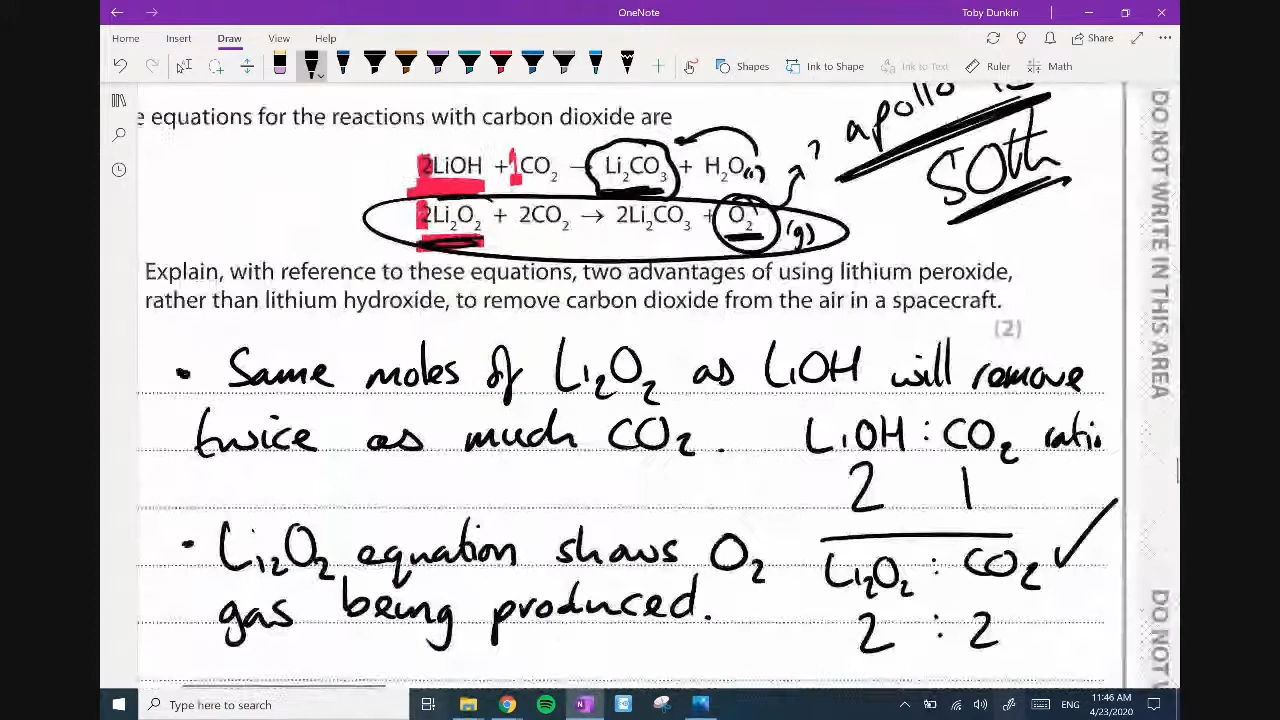 OneNote
Toby Dunkin
Home Insert Draw View Help
Share
Shapes Ink to Shape Ink to Text Ruler Math
e equations for the reactions with carbon dioxide are
apollo
50th
2LiOH + 1CO₂ → Li₂CO₃ + H₂O(l)
?
2Li₂O₂ + 2CO₂ → 2Li₂CO₃ + O₂ (g)
Explain, with reference to these equations, two advantages of using lithium peroxide,
rather than lithium hydroxide, to remove carbon dioxide from the air in a spacecraft.
(2)
• Same moles of Li₂O₂ as LiOH will remove
twice as much CO₂.
LiOH : CO₂ ratio
2 1
• Li₂O₂ equation shows O₂
gas being produced.
Li₂O₂ : CO₂ ✓
2 : 2
DO NOT WRITE IN THIS AREA
DO NOT W
Type here to search
ENG
11:46 AM
4/23/2020